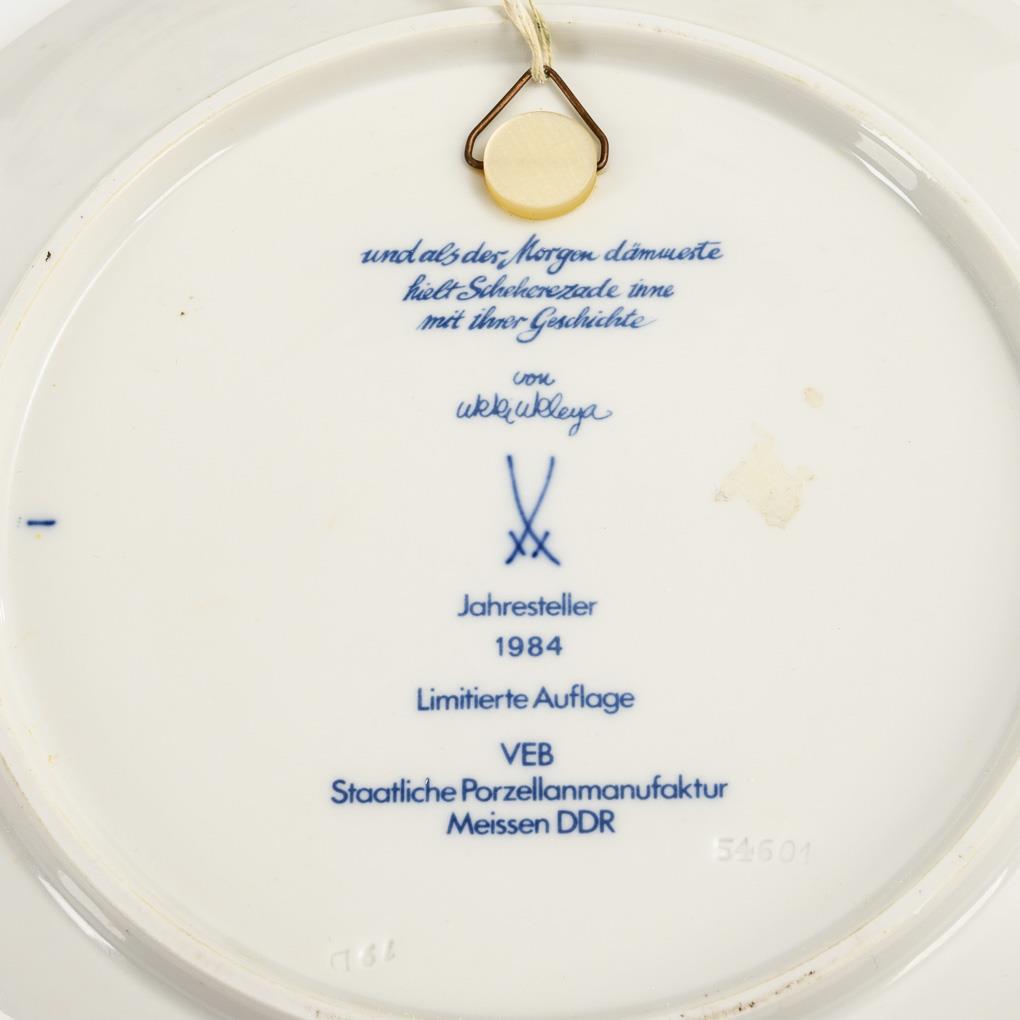 und als der Morgen dämmerte
hielt Scheherezade inne
mit ihrer Geschichte
von
Jahresteller
1984
Limitierte Auflage
VEB
Staatliche Porzellanmanufaktur
Meissen DDR
54601